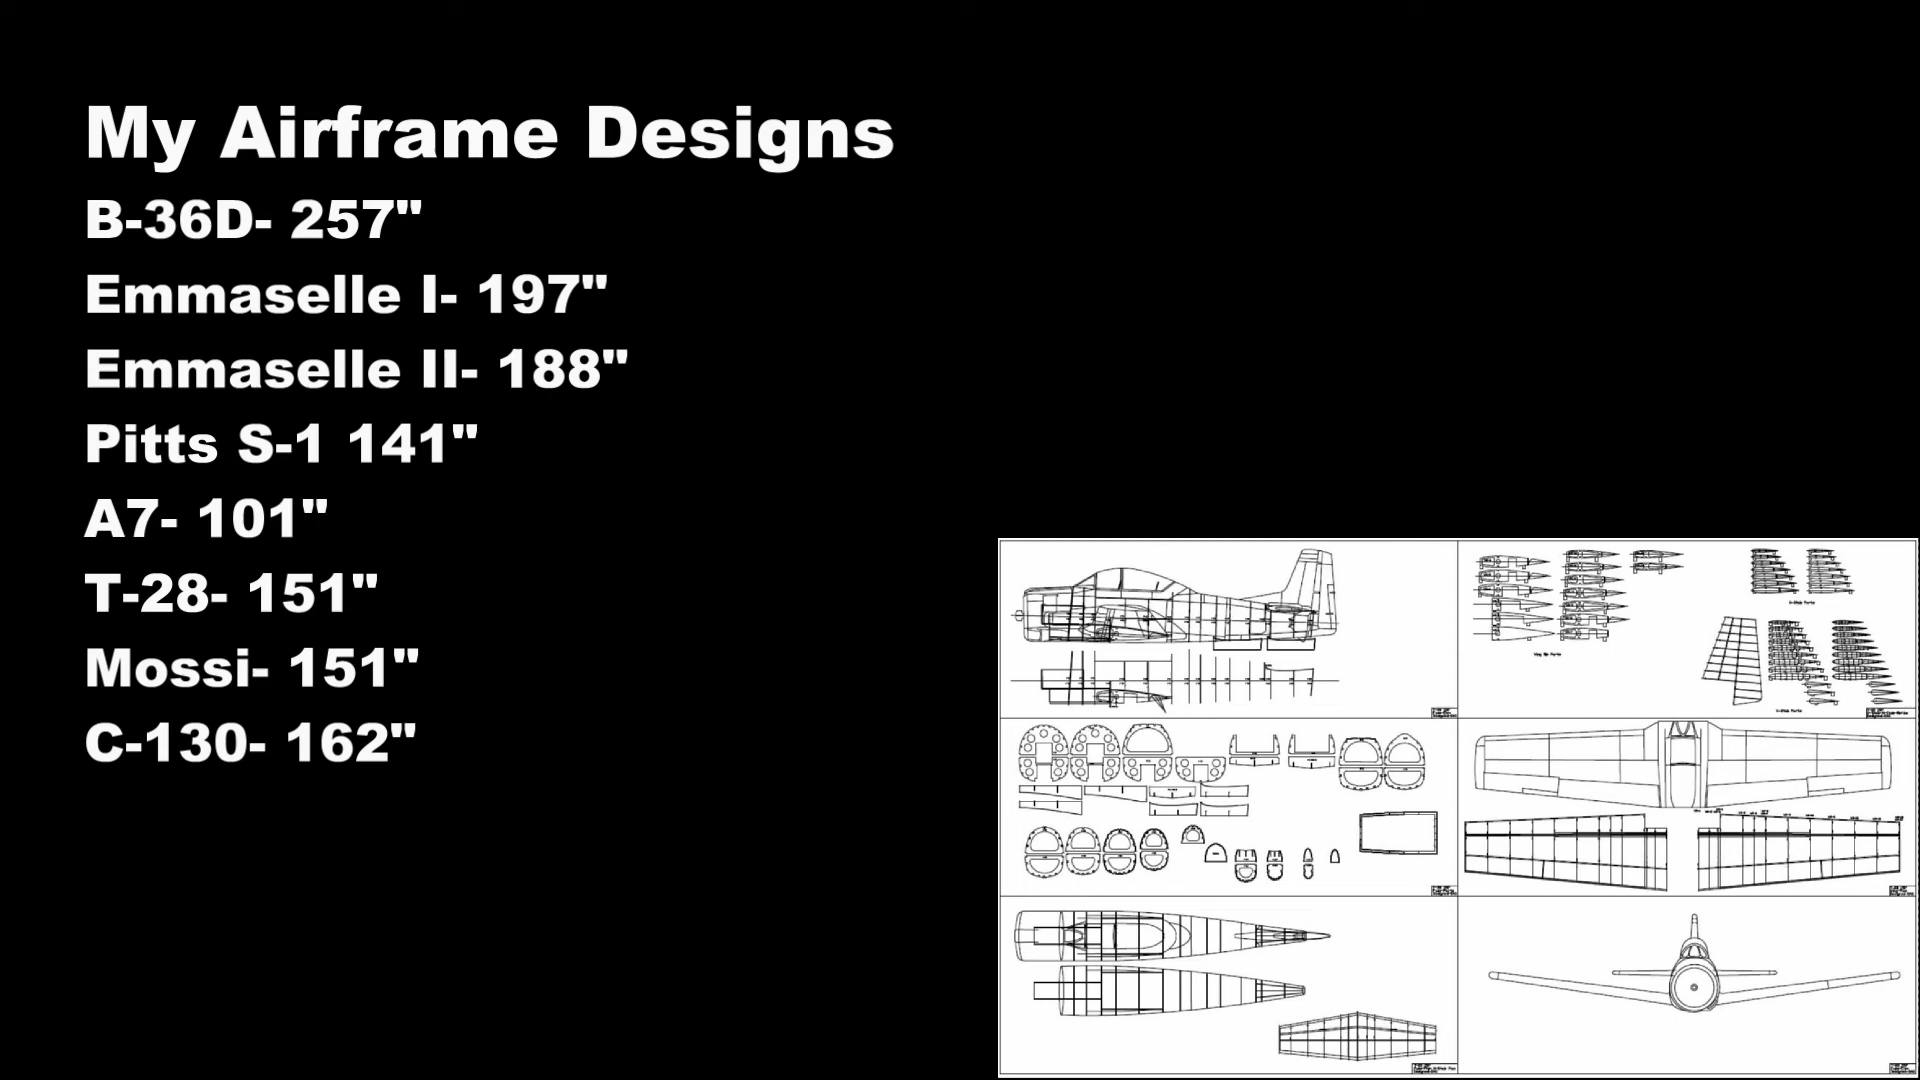 My Airframe Designs
B-36D- 257"
Emmaselle I- 197"
Emmaselle II- 188"
Pitts S-1 141"
A7- 101"
T-28- 151"
Mossi- 151"
C-130- 162"